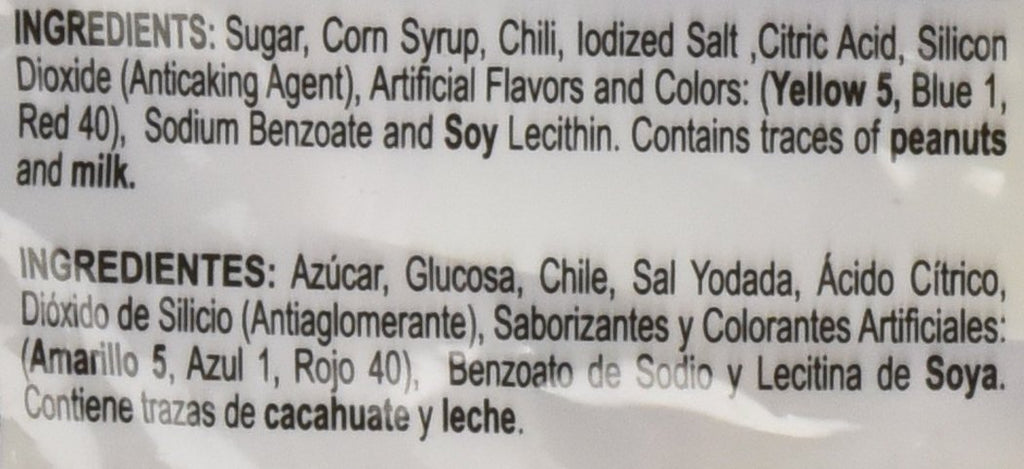 INGREDIENTS: Sugar, Corn Syrup, Chili, Iodized Salt ,Citric Acid, Silicon
Dioxide (Anticaking Agent), Artificial Flavors and Colors: (Yellow 5, Blue 1,
Red 40), Sodium Benzoate and Soy Lecithin. Contains traces of peanuts
and milk.
INGREDIENTES: Azúcar, Glucosa, Chile, Sal Yodada, Ácido Cítrico,
Dióxido de Silicio (Antiaglomerante), Saborizantes y Colorantes Artificiales:
(Amarillo 5, Azul 1, Rojo 40), Benzoato de Sodio y Lecitina de Soya.
Contiene trazas de cacahuate y leche.